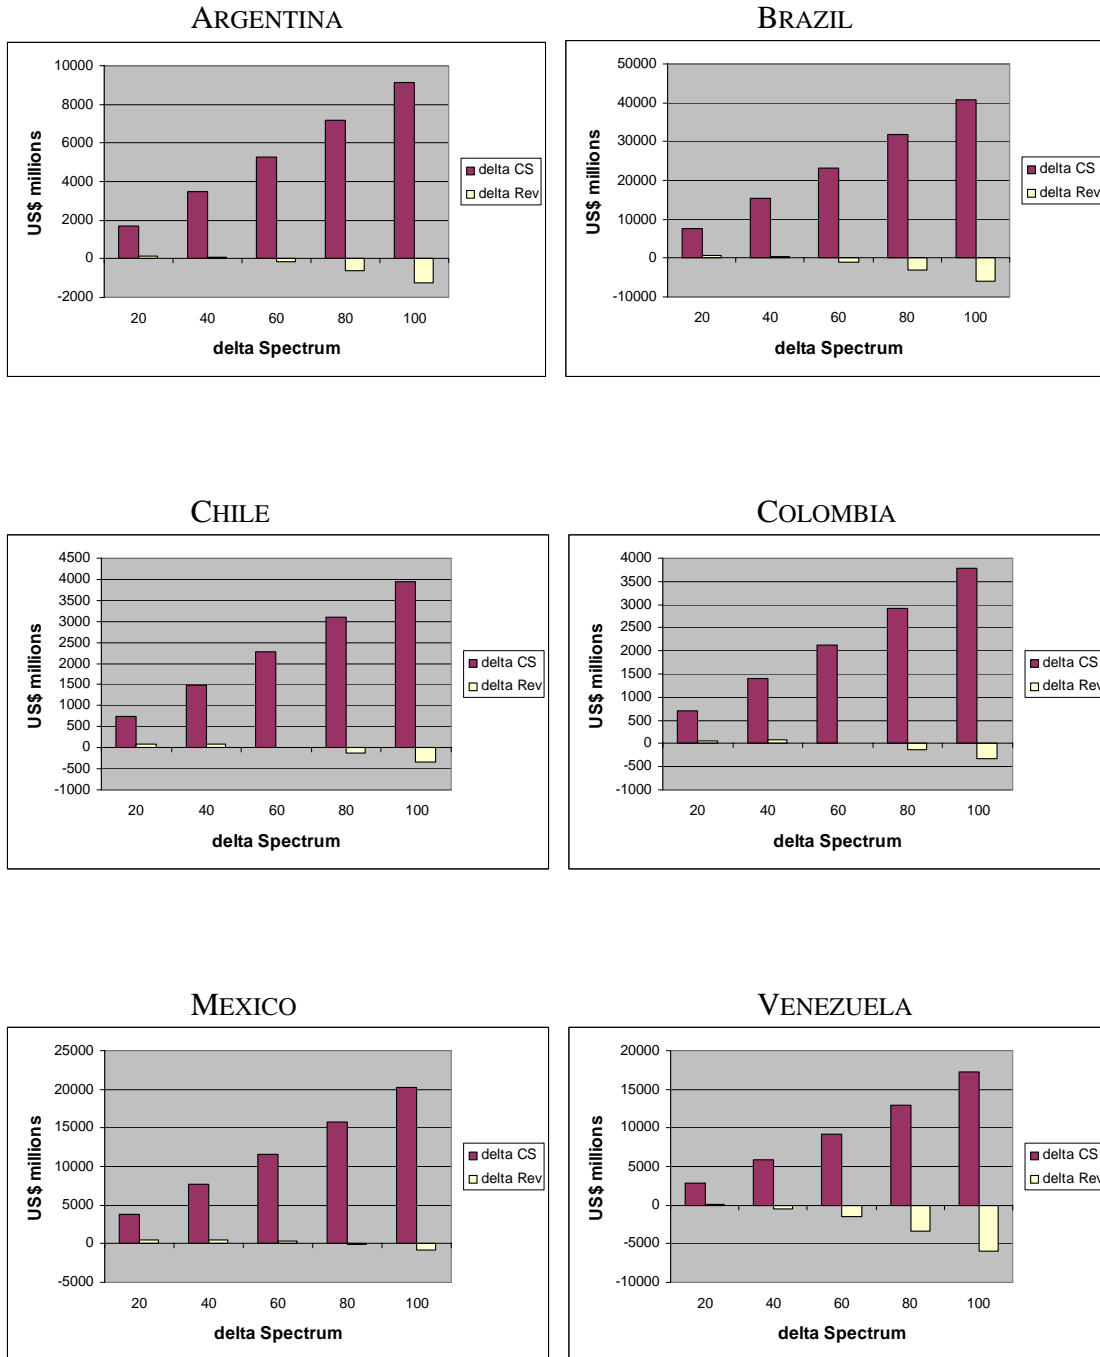 ARGENTINA
10000
8000
6000
4000
2000
0
-2000
US$ millions
20 40 60 80 100
delta Spectrum
delta CS
delta Rev
BRAZIL
50000
40000
30000
20000
10000
0
-10000
US$ millions
20 40 60 80 100
delta Spectrum
delta CS
delta Rev
CHILE
4500
4000
3500
3000
2500
2000
1500
1000
500
0
-500
-1000
US$ millions
20 40 60 80 100
delta Spectrum
delta CS
delta Rev
COLOMBIA
4000
3500
3000
2500
2000
1500
1000
500
0
-500
-1000
US$ millions
20 40 60 80 100
delta Spectrum
delta CS
delta Rev
MEXICO
25000
20000
15000
10000
5000
0
-5000
US$ millions
20 40 60 80 100
delta Spectrum
delta CS
delta Rev
VENEZUELA
20000
15000
10000
5000
0
-5000
-10000
US$ millions
20 40 60 80 100
delta Spectrum
delta CS
delta Rev